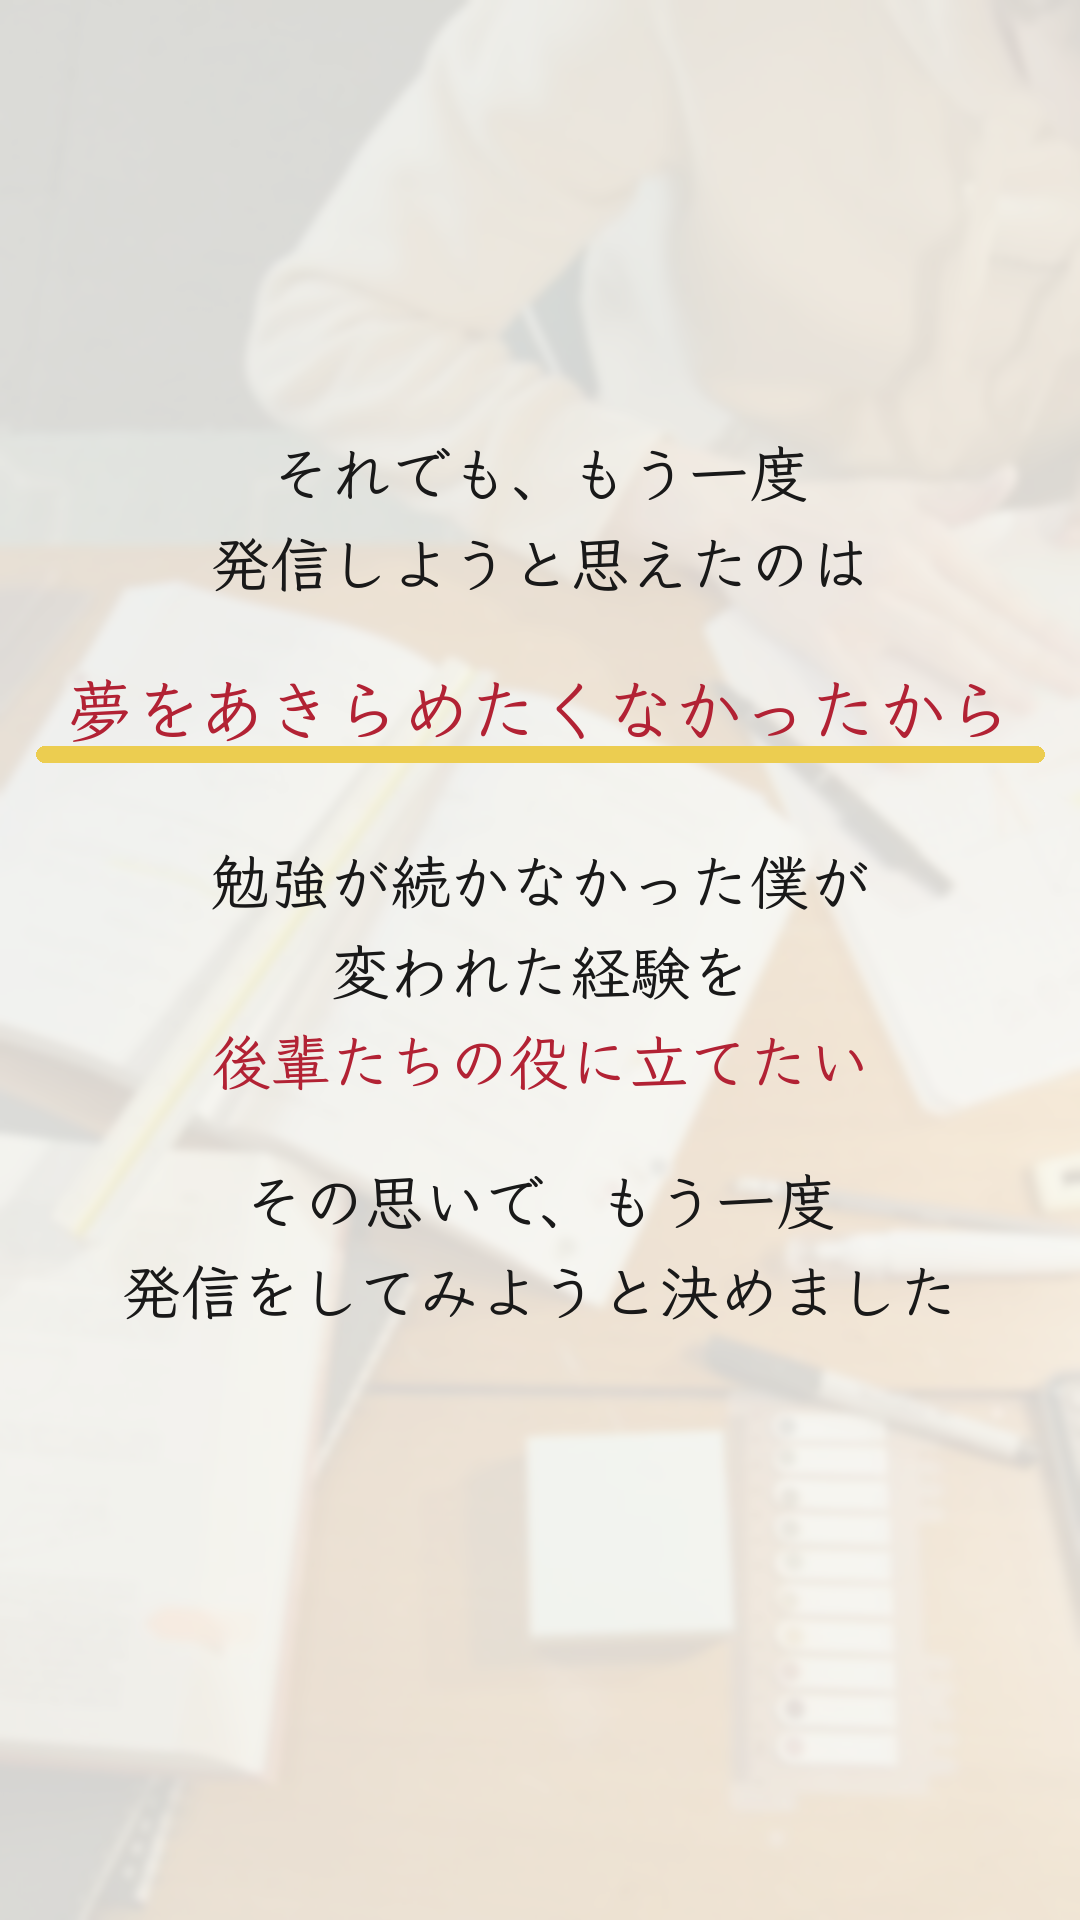 それでも、もう一度
発信しようと思えたのは
夢をあきらめたくなかったから
勉強が続かなかった僕が
変われた経験を
後輩たちの役に立てたい
その思いで、もう一度
発信をしてみようと決めました